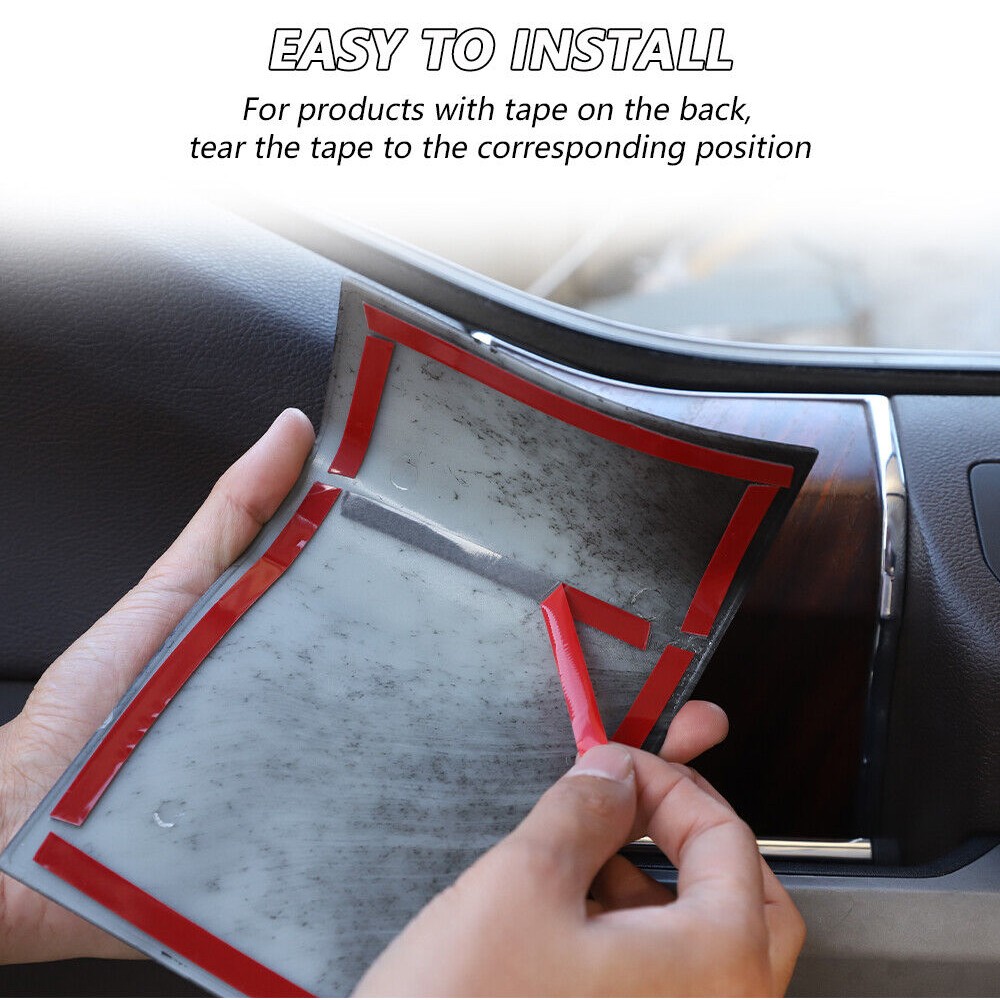 EASY TO INSTALL
For products with tape on the back,
tear the tape to the corresponding position